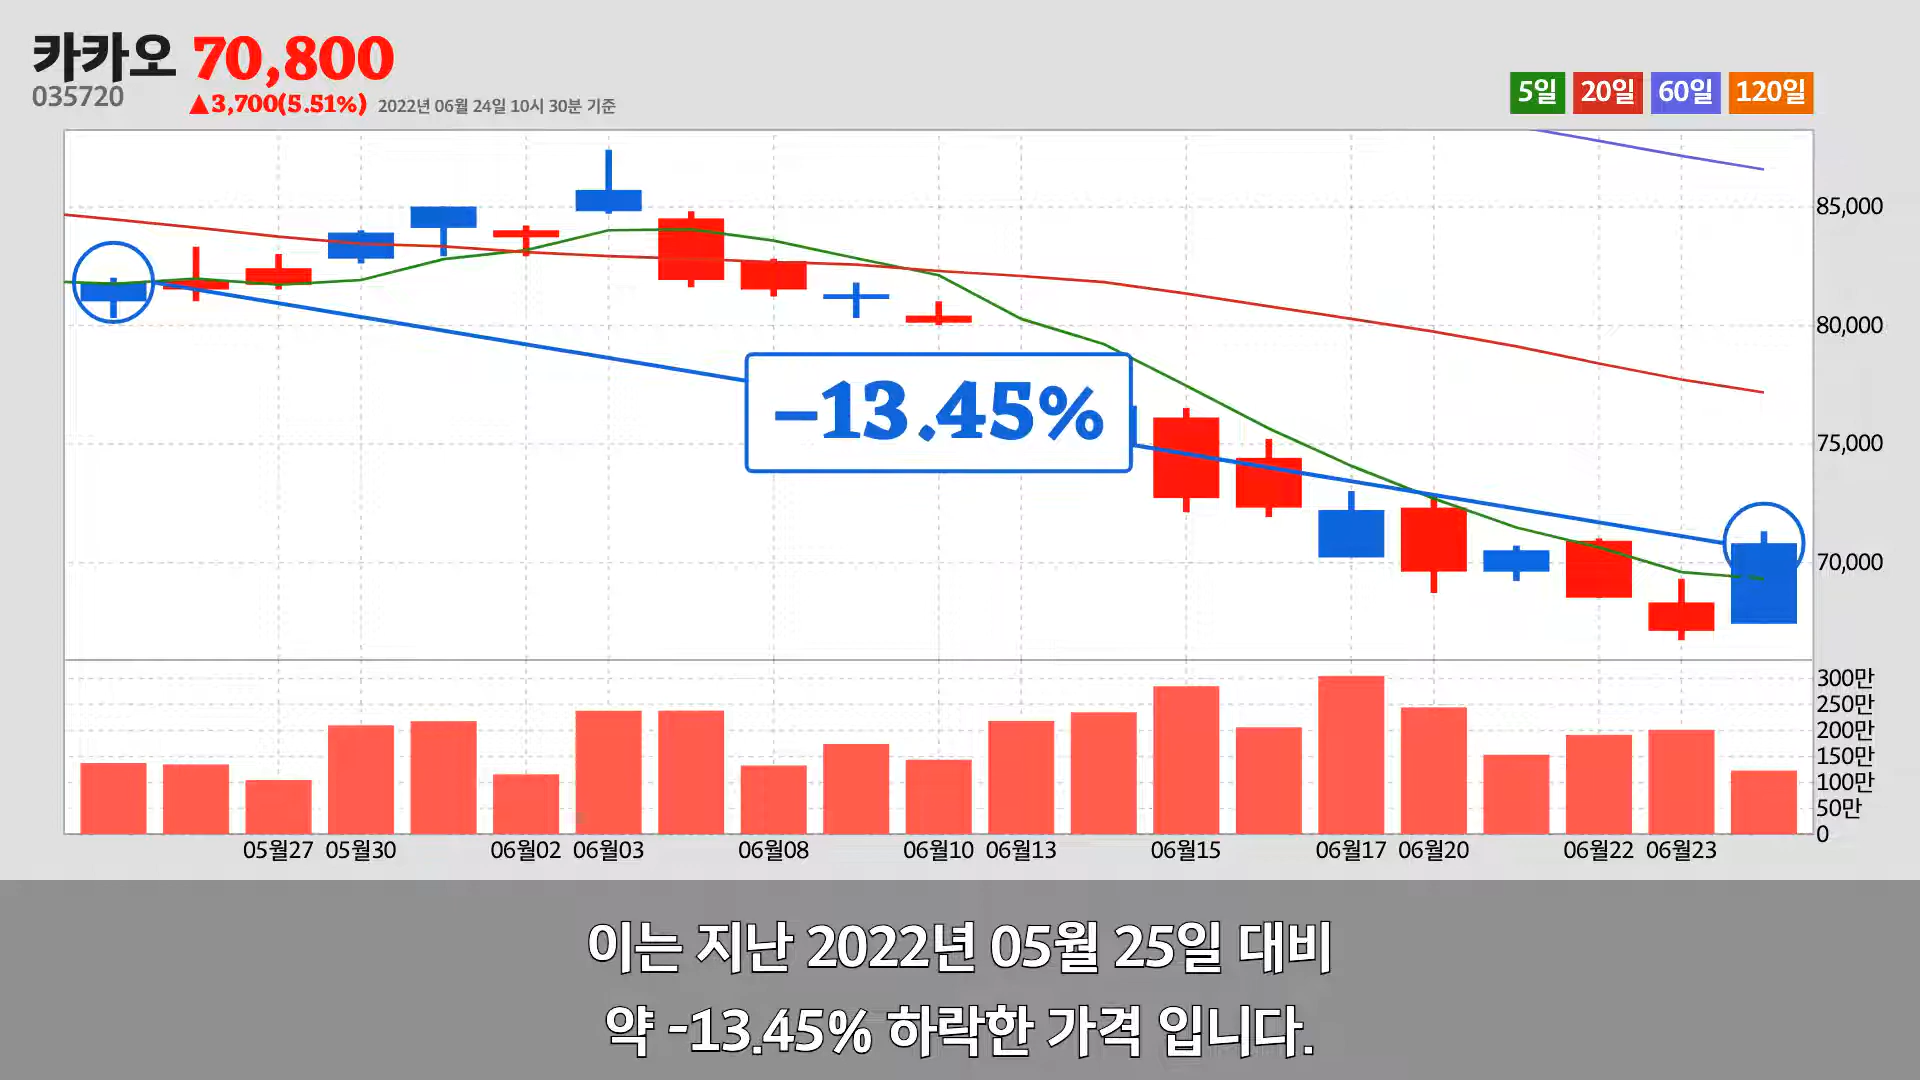 카카오 70,800
035720 ▲3,700(5.51%) 2022년 06월 24일 10시 30분 기준
5일 20일 60일 120일
85,000
80,000
-13.45%
75,000
70,000
300만
250만
200만
150만
100만
50만
0
05월27 05월30 06월02 06월03 06월08 06월10 06월13 06월15 06월17 06월20 06월22 06월23
이는 지난 2022년 05월 25일 대비
약 -13.45% 하락한 가격 입니다.